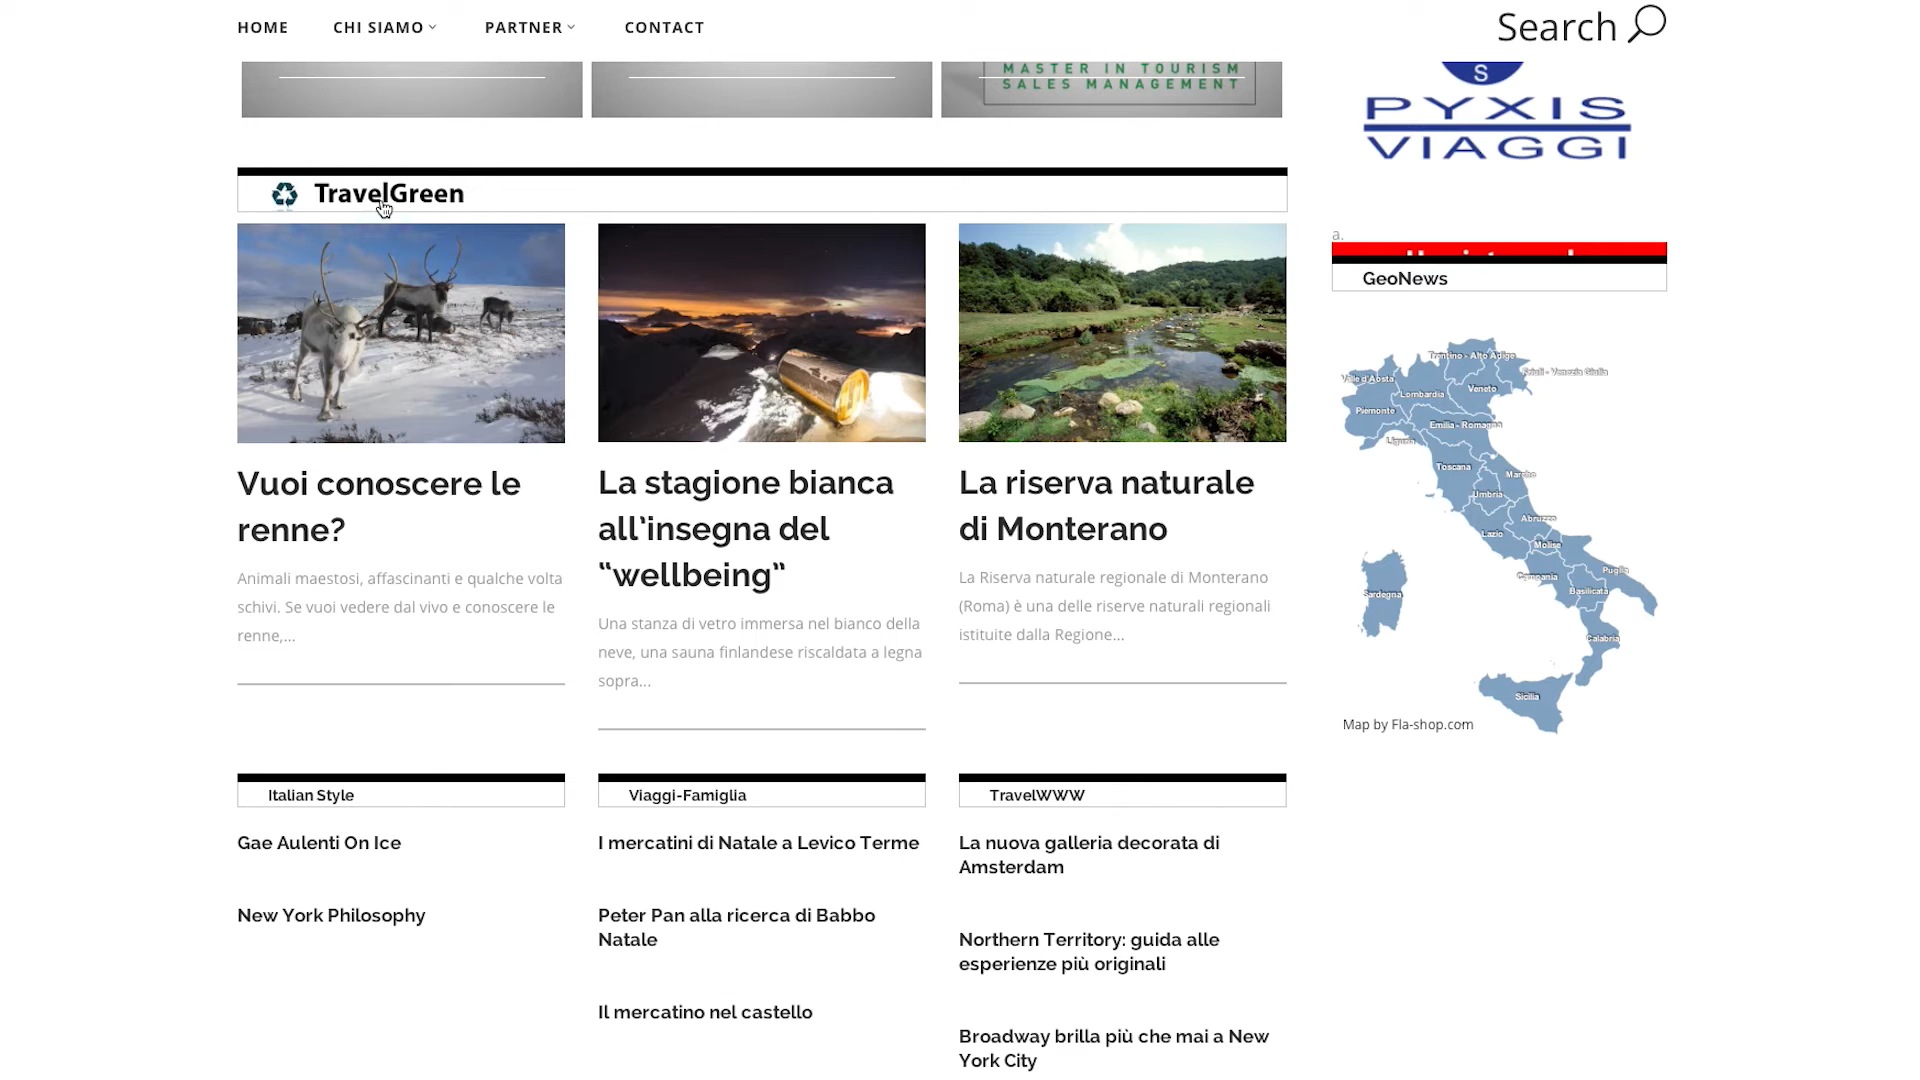 HOME
CHI SIAMO
PARTNER
CONTACT
Search
MASTER IN TOURISM
SALES MANAGEMENT
S
PYXIS
VIAGGI
TravelGreen
Vuoi conoscere le
renne?
Animali maestosi, affascinanti e qualche volta
schivi. Se vuoi vedere dal vivo e conoscere le
renne,...
La stagione bianca
all'insegna del
“wellbeing”
Una stanza di vetro immersa nel bianco della
neve, una sauna finlandese riscaldata a legna
sopra...
La riserva naturale
di Monterano
La Riserva naturale regionale di Monterano
(Roma) è una delle riserve naturali regionali
istituite dalla Regione...
a.
GeoNews
Trentino - Alto Adige
Friuli - Venezia Giulia
Valle d'Aosta
Veneto
Lombardia
Piemonte
Emilia - Romagna
Liguria
Toscana
Marche
Umbria
Abruzzo
Lazio
Molise
Campania
Puglia
Basilicata
Sardegna
Calabria
Sicilia
Map by Fla-shop.com
Italian Style
Gae Aulenti On Ice
New York Philosophy
Viaggi-Famiglia
I mercatini di Natale a Levico Terme
Peter Pan alla ricerca di Babbo
Natale
Il mercatino nel castello
TravelWWW
La nuova galleria decorata di
Amsterdam
Northern Territory: guida alle
esperienze più originali
Broadway brilla più che mai a New
York City